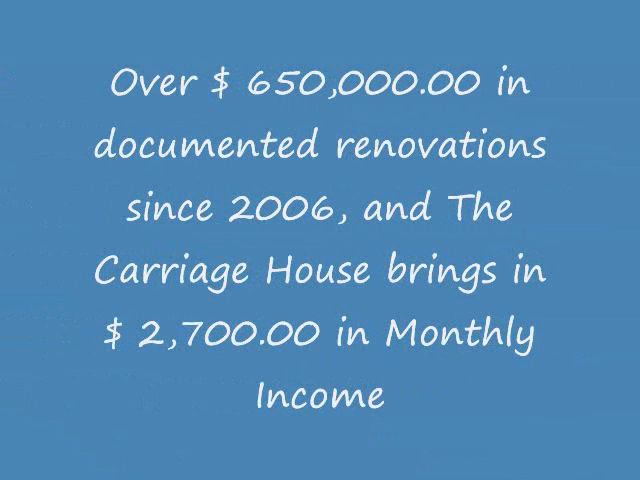 Over $ 650,000.00 in
documented renovations
since 2006, and The
Carriage House brings in
$ 2,700.00 in Monthly
Income